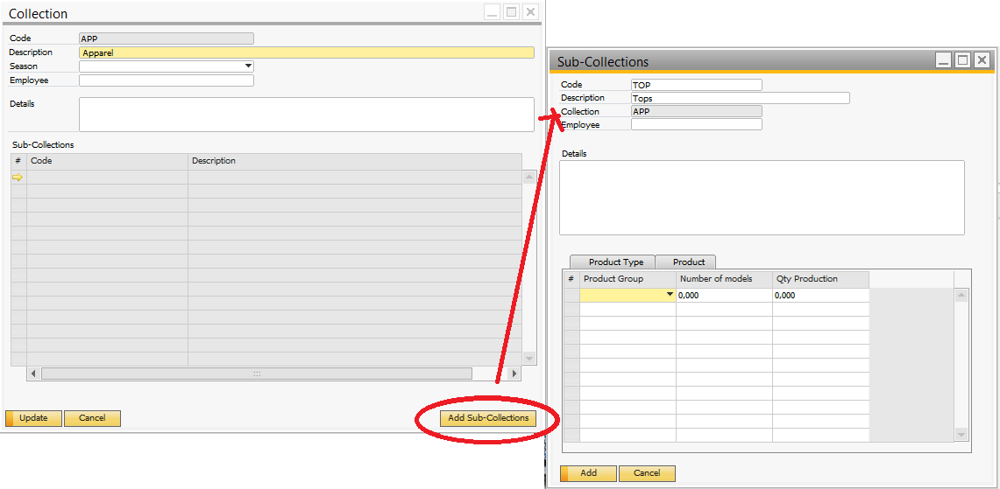 Collection
Code APP
Description Apparel
Season
Employee
Details
Sub-Collections
# Code Description
Update Cancel Add Sub-Collections
Sub-Collections
Code TOP
Description Tops
Collection APP
Employee
Details
Product Type Product
# Product Group Number of models Qty Production
0,000 0,000
Add Cancel